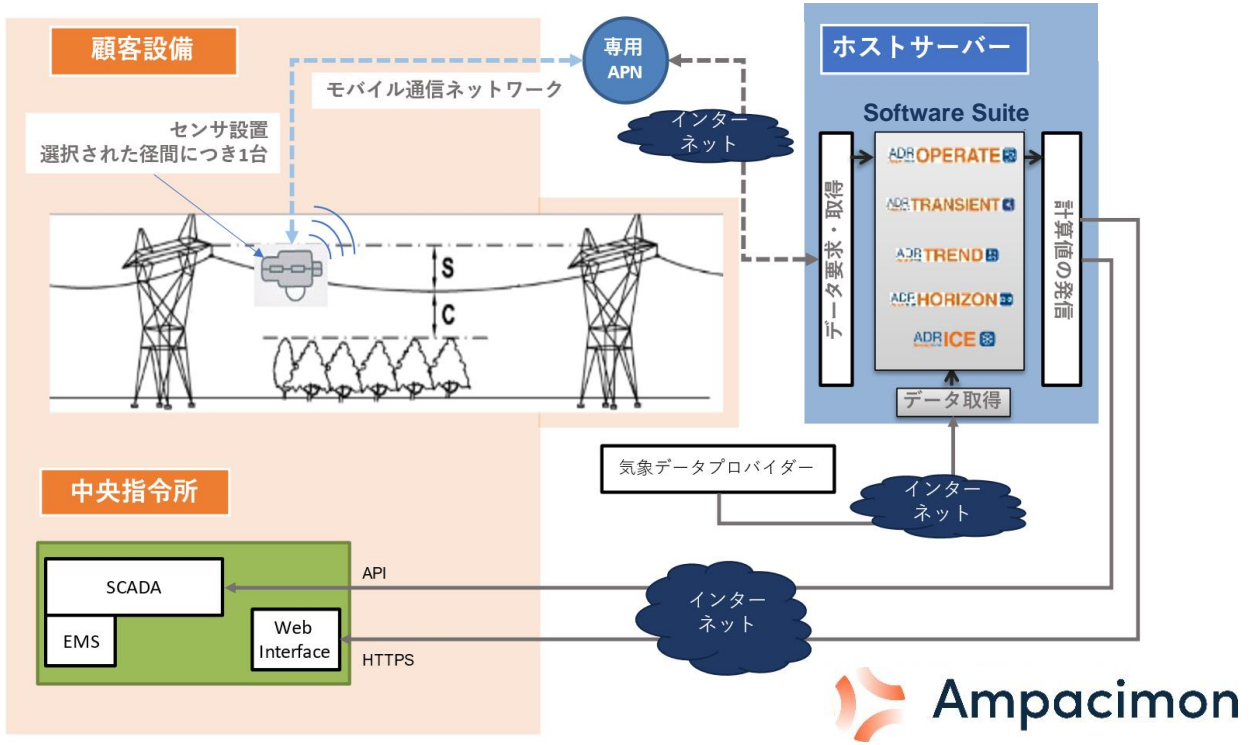 顧客設備
専用
APN
ホストサーバー
モバイル通信ネットワーク
センサ設置
選択された径間につき1台
インター
ネット
Software Suite
データ要求・取得
ADR OPERATE
ADR TRANSIENT
ADR TREND
ADR HORIZON
ADR ICE
計算値の発信
データ取得
S
C
気象データプロバイダー
インター
ネット
中央指令所
SCADA
EMS
Web
Interface
API
HTTPS
インター
ネット
Ampacimon